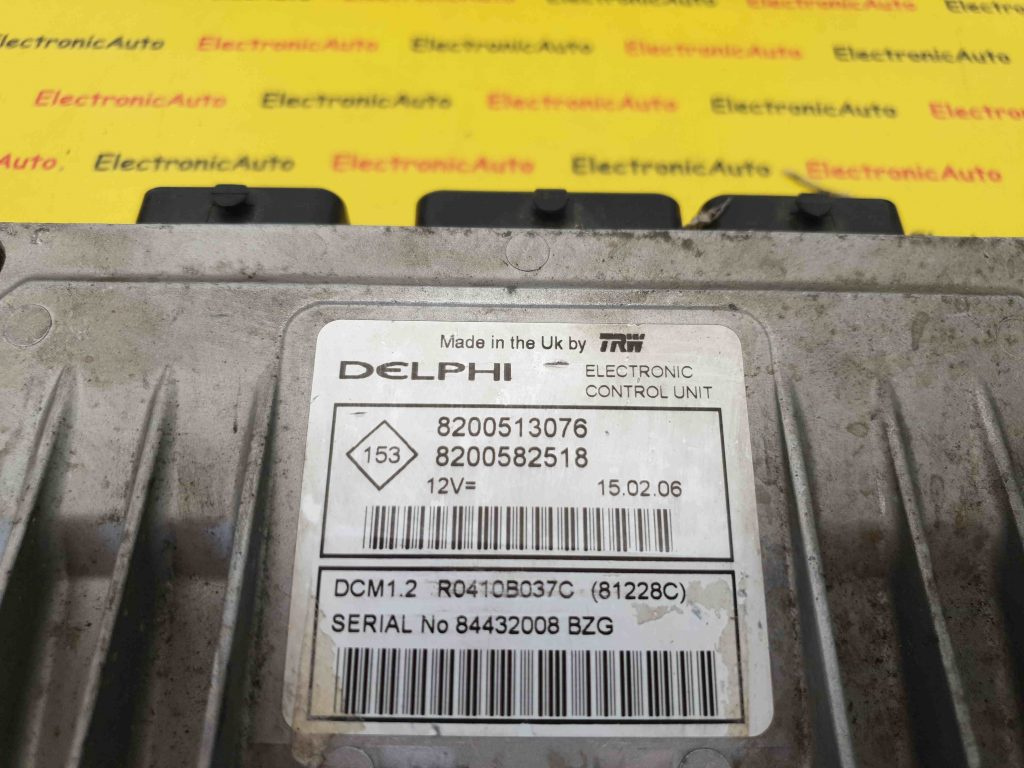 ElectronicAuto ElectronicAuto ElectronicAuto ElectronicAuto ElectronicAuto
ElectronicAuto ElectronicAuto ElectronicAuto ElectronicAuto
Auto ElectronicAuto ElectronicAuto ElectronicAuto ElectronicAuto
Made in the Uk by TRW
DELPHI ELECTRONIC
CONTROL UNIT
8200513076
153
8200582518
12V= 15.02.06
DCM1.2 R0410B037C (81228C)
SERIAL No 84432008 BZG